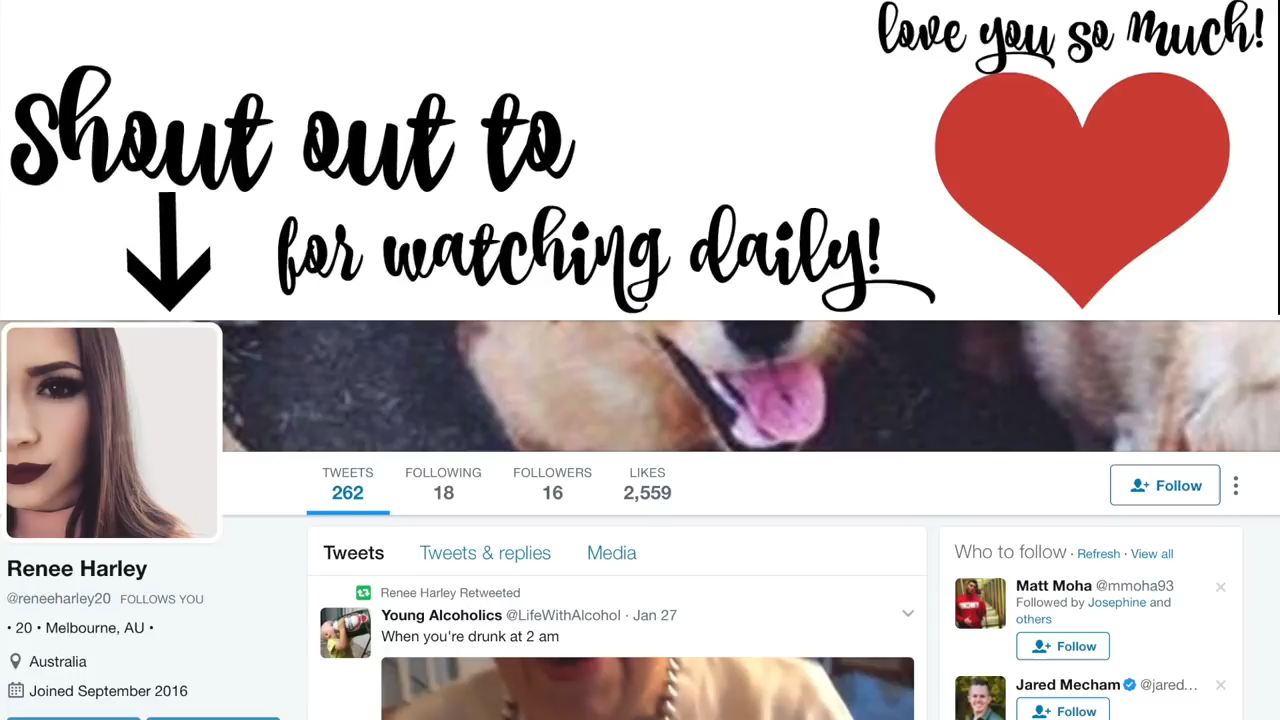 love you so much!
shout out to
for watching daily!
TWEETS FOLLOWING FOLLOWERS LIKES
262 18 16 2,559
Follow
Renee Harley
@reneeharley20 FOLLOWS YOU
• 20 • Melbourne, AU •
Australia
Joined September 2016
Tweets Tweets & replies Media
Renee Harley Retweeted
Young Alcoholics @LifeWithAlcohol · Jan 27
When you're drunk at 2 am
Who to follow · Refresh · View all
Matt Moha @mmoha93
Followed by Josephine and
others
Follow
Jared Mecham @jared...
Follow